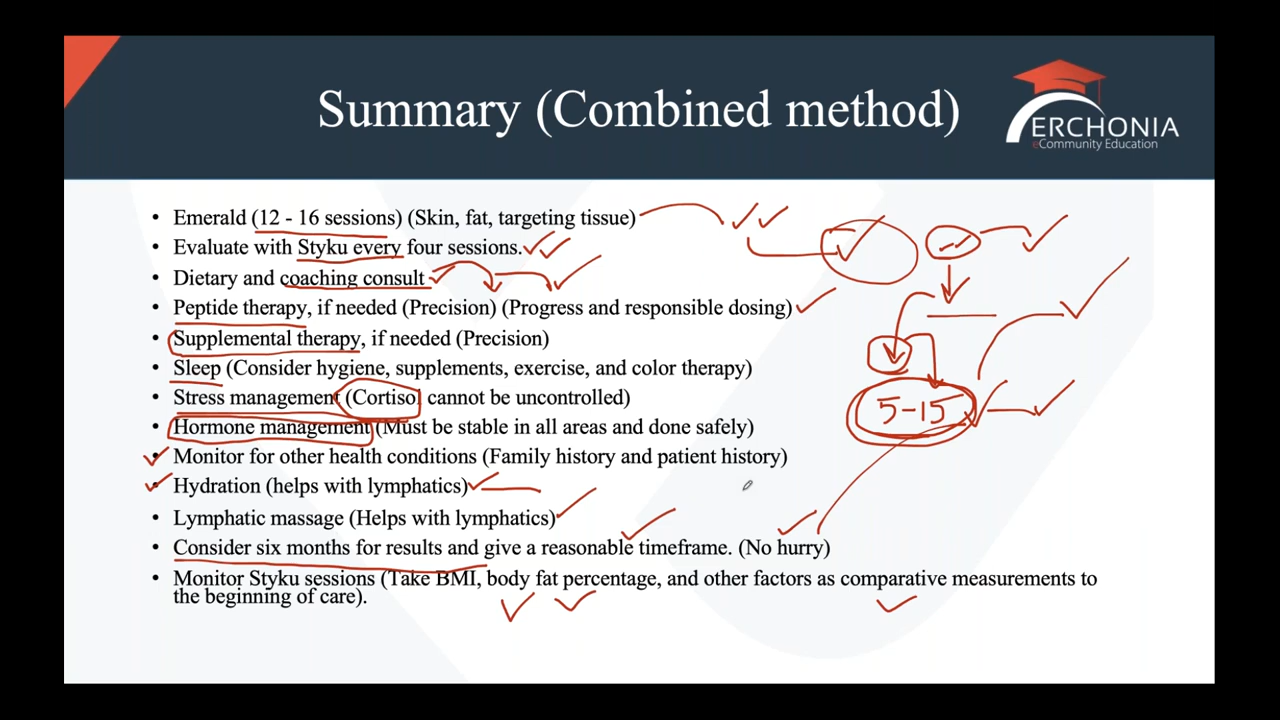 Summary (Combined method)
ERCHONIA
eCommunity Education
• Emerald (12 - 16 sessions) (Skin, fat, targeting tissue)
• Evaluate with Styku every four sessions.
• Dietary and coaching consult
• Peptide therapy, if needed (Precision) (Progress and responsible dosing)
• Supplemental therapy, if needed (Precision)
• Sleep (Consider hygiene, supplements, exercise, and color therapy)
• Stress management (Cortisol cannot be uncontrolled)
• Hormone management (Must be stable in all areas and done safely)
• Monitor for other health conditions (Family history and patient history)
• Hydration (helps with lymphatics)
• Lymphatic massage (Helps with lymphatics)
• Consider six months for results and give a reasonable timeframe. (No hurry)
• Monitor Styku sessions (Take BMI, body fat percentage, and other factors as comparative measurements to
the beginning of care).
5-15